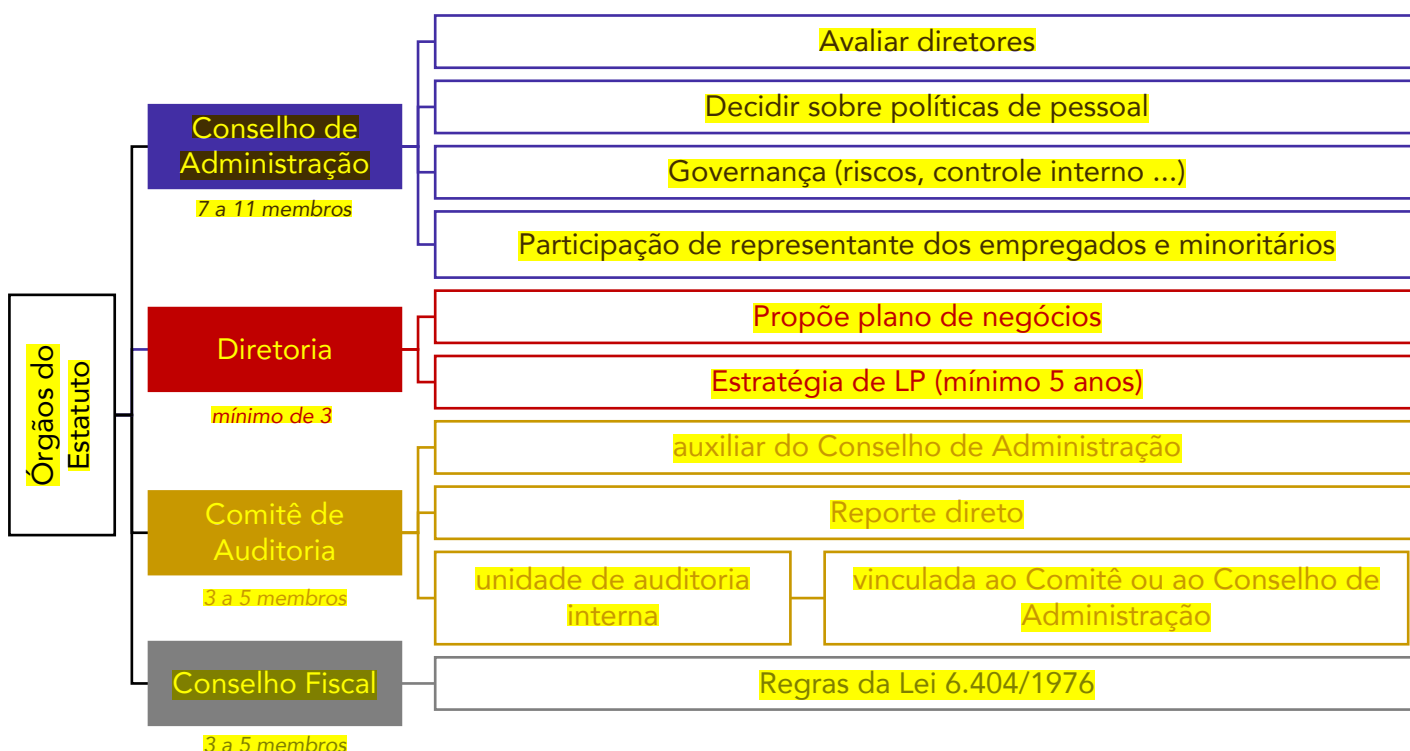 Órgãos do
Estatuto
Conselho de
Administração
7 a 11 membros
Avaliar diretores
Decidir sobre políticas de pessoal
Governança (riscos, controle interno ...)
Participação de representante dos empregados e minoritários
Diretoria
mínimo de 3
Propõe plano de negócios
Estratégia de LP (mínimo 5 anos)
Comitê de
Auditoria
3 a 5 membros
auxiliar do Conselho de Administração
Reporte direto
unidade de auditoria
interna
vinculada ao Comitê ou ao Conselho de
Administração
Conselho Fiscal
3 a 5 membros
Regras da Lei 6.404/1976